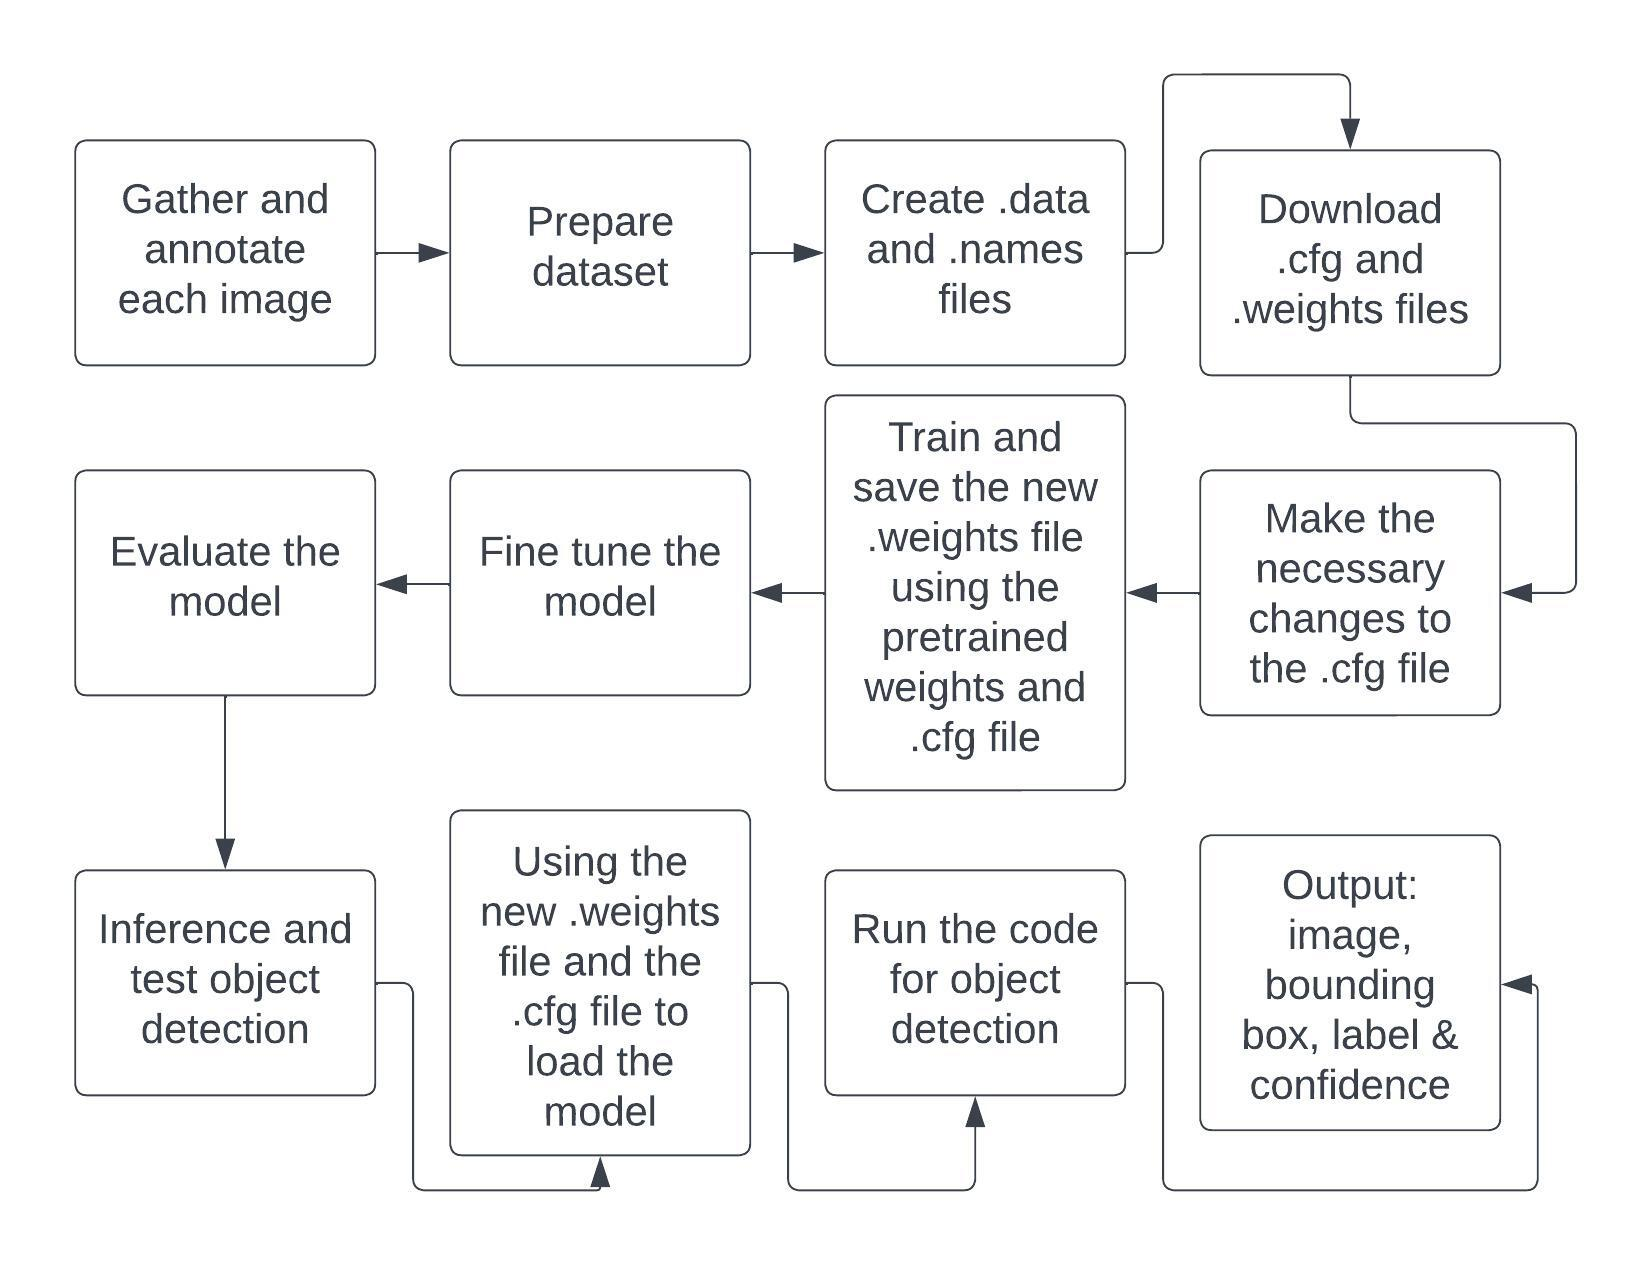 Gather and
annotate
each image
Prepare
dataset
Create .data
and .names
files
Download
.cfg and
.weights files
Make the
necessary
changes to
the .cfg file
Train and
save the new
.weights file
using the
pretrained
weights and
.cfg file
Fine tune the
model
Evaluate the
model
Inference and
test object
detection
Using the
new .weights
file and the
.cfg file to
load the
model
Run the code
for object
detection
Output:
image,
bounding
box, label &
confidence